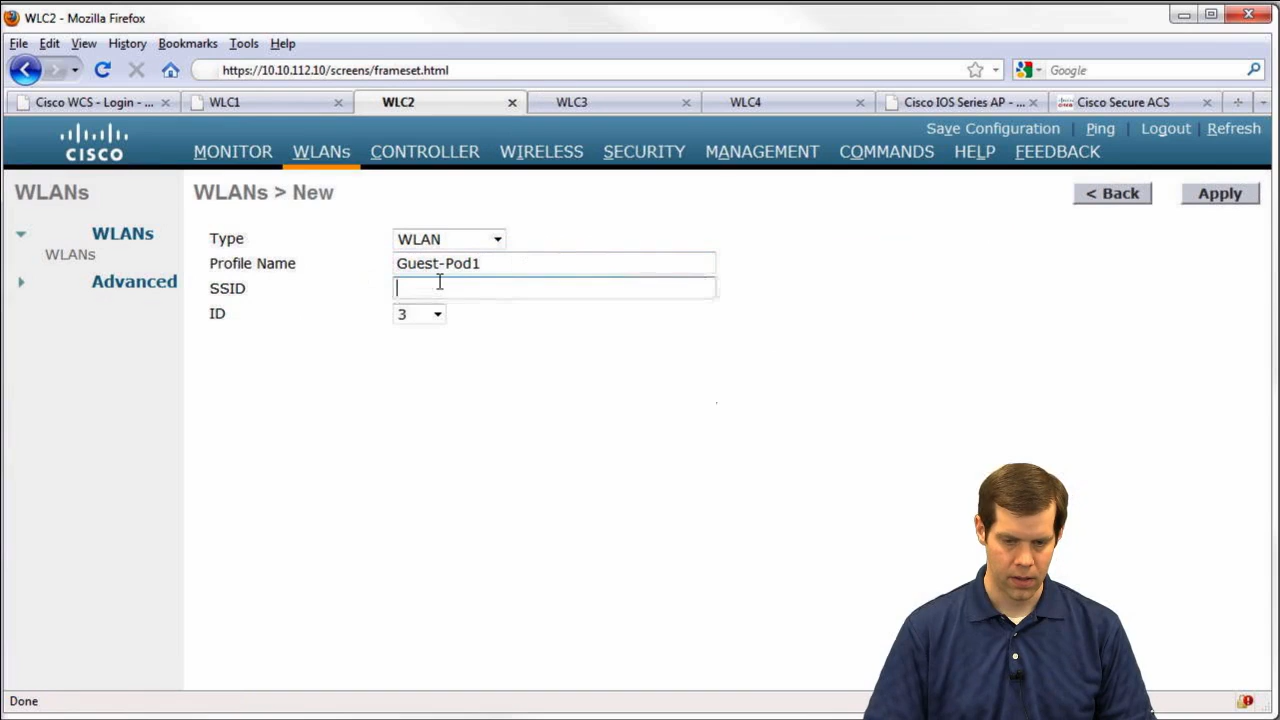 WLC2 - Mozilla Firefox
File Edit View History Bookmarks Tools Help
https://10.10.112.10/screens/frameset.html
Google
Cisco WCS - Login - ...
WLC1
WLC2
WLC3
WLC4
Cisco IOS Series AP - ...
Cisco Secure ACS
Save Configuration | Ping | Logout | Refresh
CISCO
MONITOR WLANs CONTROLLER WIRELESS SECURITY MANAGEMENT COMMANDS HELP FEEDBACK
WLANs
WLANs
WLANs
Advanced
WLANs > New
< Back
Apply
Type WLAN
Profile Name Guest-Pod1
SSID
ID 3
Done